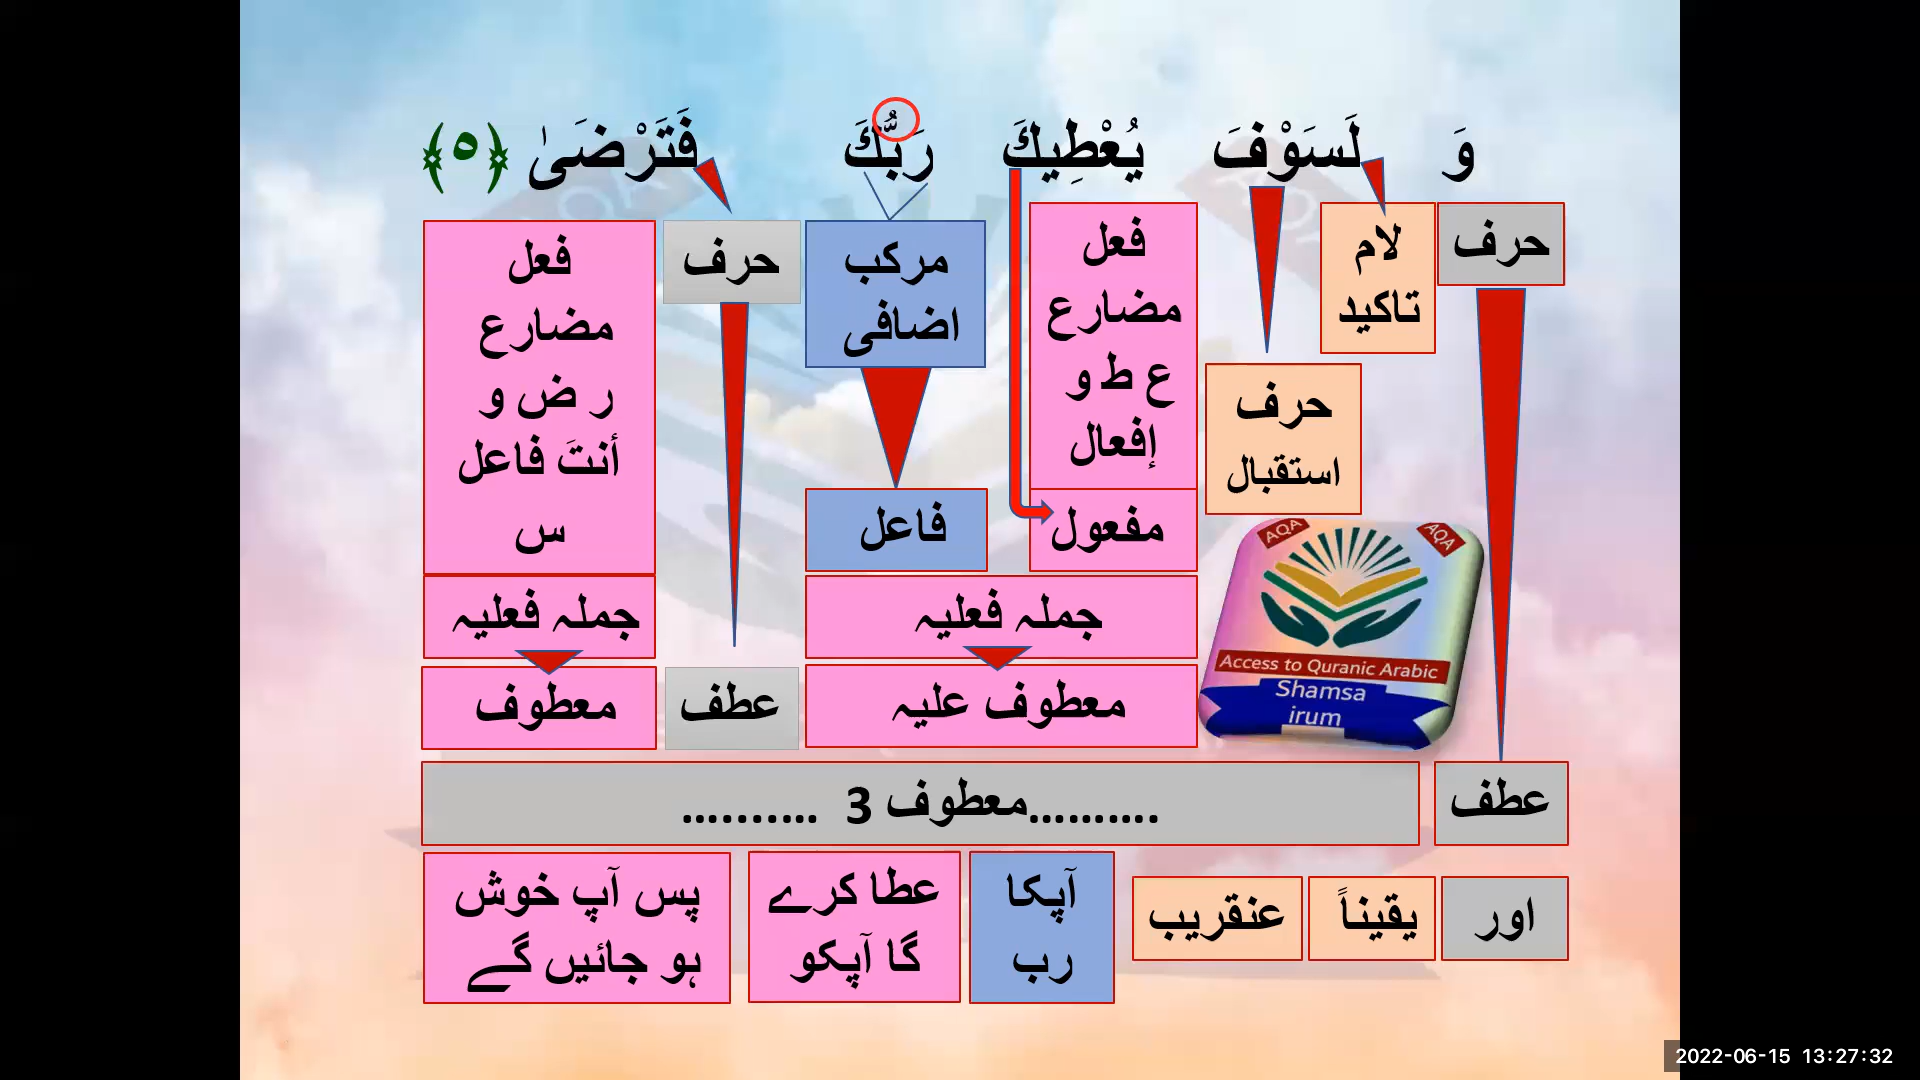 وَ لَسَوْفَ يُعْطِيكَ رَبُّكَ فَتَرْضَىٰ ﴿٥﴾
حرف
لام
تاکید
حرف
استقبال
فعل
مضارع
ع ط و
إفعال
مفعول
مرکب
اضافی
فاعل
جملہ فعلیہ
معطوف علیہ
حرف
عطف
فعل
مضارع
ر ض و
أنتَ فاعل
س
جملہ فعلیہ
معطوف
AQA
AQA
Access to Quranic Arabic
Shamsa
irum
عطف
..........معطوف 3 ..........
اور
یقیناً
عنقریب
آپکا
رب
عطا کرے
گا آپکو
پس آپ خوش
ہو جائیں گے
2022-06-15 13:27:32